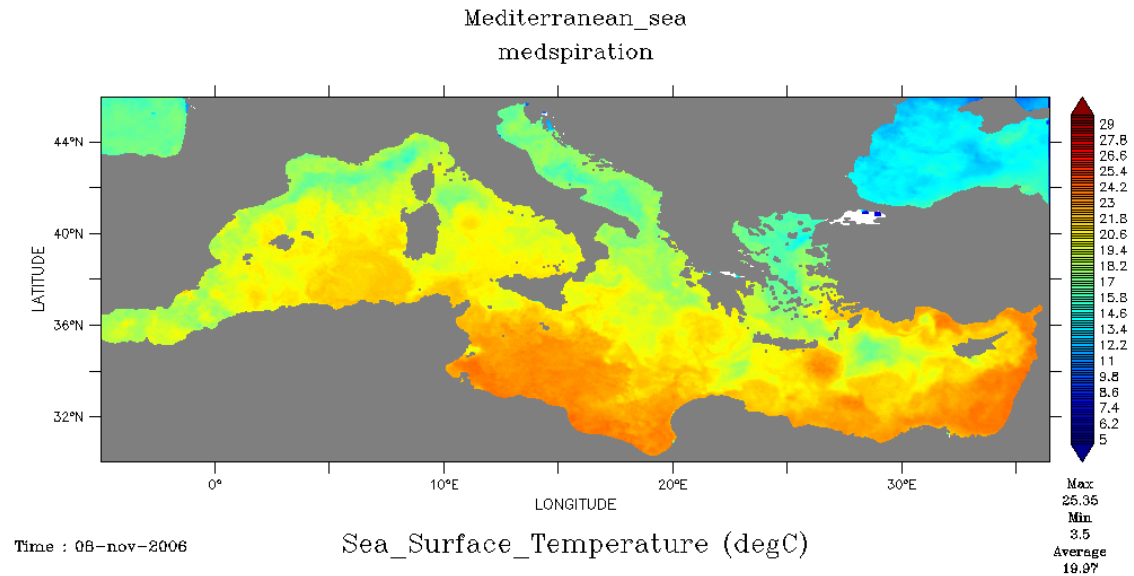 Mediterranean_sea
medspiration
44°N
40°N
36°N
32°N
LATITUDE
0°
10°E
20°E
30°E
LONGITUDE
29
27.8
26.6
25.4
24.2
23
21.8
20.6
19.4
18.2
17
15.8
14.6
13.4
12.2
11
9.8
8.6
7.4
6.2
5
Max
25.35
Min
3.5
Average
19.97
Time : 08-nov-2006
Sea_Surface_Temperature (degC)